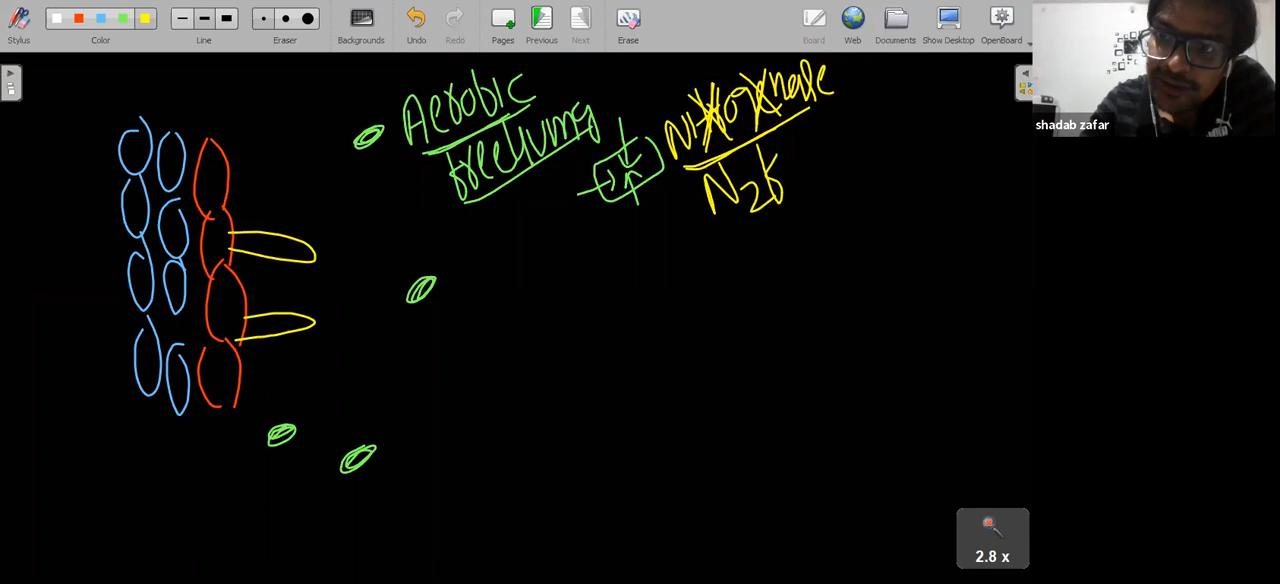 Stylus
Color
Line
Eraser
Backgrounds
Undo
Redo
Pages
Previous
Next
Erase
Board
Web
Documents
Show Desktop
OpenBoard
shadab zafar
Aerobic
freeliving
N2f
2.8 x